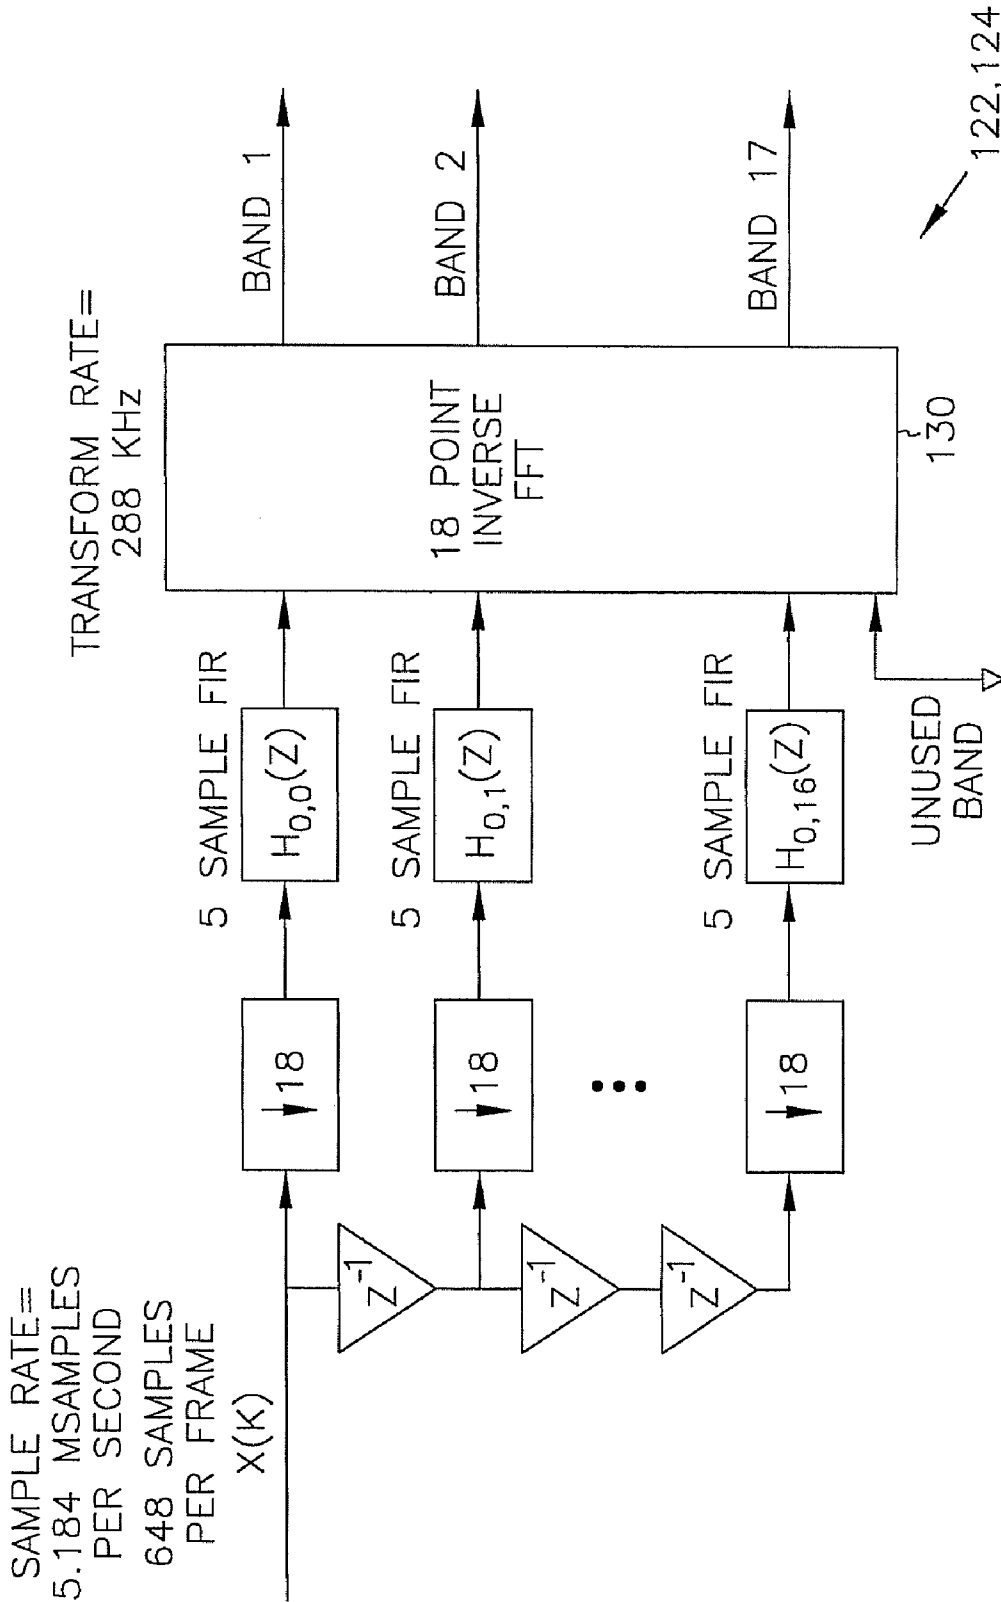 SAMPLE RATE=
5.184 MSAMPLES
PER SECOND
648 SAMPLES
PER FRAME
X(K)
Z-1
Z-1
Z-1
↓18
↓18
↓18
5 SAMPLE FIR
H0,0(Z)
5 SAMPLE FIR
H0,1(Z)
5 SAMPLE FIR
H0,16(Z)
UNUSED
BAND
TRANSFORM RATE=
288 KHz
18 POINT
INVERSE
FFT
130
BAND 1
BAND 2
BAND 17
122,124